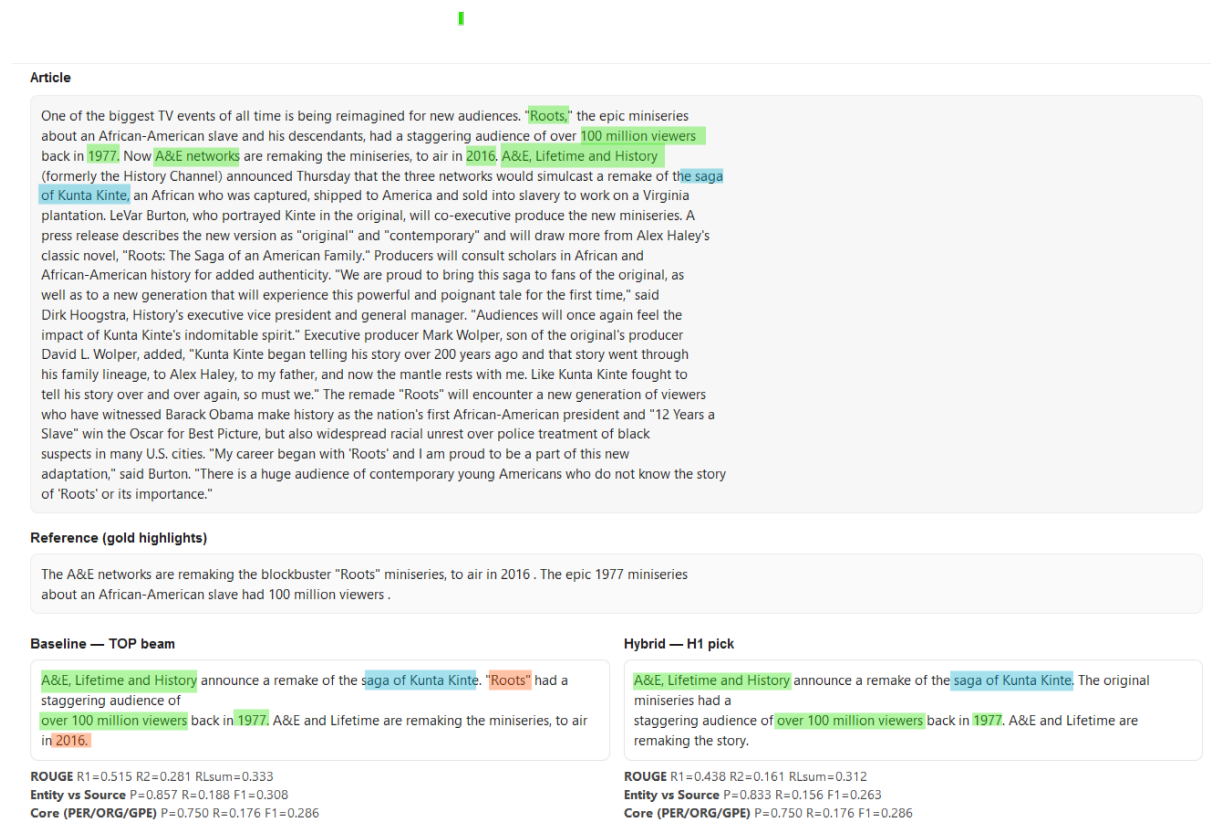 Article
One of the biggest TV events of all time is being reimagined for new audiences. "Roots," the epic miniseries
about an African-American slave and his descendants, had a staggering audience of over 100 million viewers
back in 1977. Now A&E networks are remaking the miniseries, to air in 2016. A&E, Lifetime and History
(formerly the History Channel) announced Thursday that the three networks would simulcast a remake of the saga
of Kunta Kinte, an African who was captured, shipped to America and sold into slavery to work on a Virginia
plantation. LeVar Burton, who portrayed Kinte in the original, will co-executive produce the new miniseries. A
press release describes the new version as "original" and "contemporary" and will draw more from Alex Haley's
classic novel, "Roots: The Saga of an American Family." Producers will consult scholars in African and
African-American history for added authenticity. "We are proud to bring this saga to fans of the original, as
well as to a new generation that will experience this powerful and poignant tale for the first time," said
Dirk Hoogstra, History's executive vice president and general manager. "Audiences will once again feel the
impact of Kunta Kinte's indomitable spirit." Executive producer Mark Wolper, son of the original's producer
David L. Wolper, added, "Kunta Kinte began telling his story over 200 years ago and that story went through
his family lineage, to Alex Haley, to my father, and now the mantle rests with me. Like Kunta Kinte fought to
tell his story over and over again, so must we." The remade "Roots" will encounter a new generation of viewers
who have witnessed Barack Obama make history as the nation's first African-American president and "12 Years a
Slave" win the Oscar for Best Picture, but also widespread racial unrest over police treatment of black
suspects in many U.S. cities. "My career began with 'Roots' and I am proud to be a part of this new
adaptation," said Burton. "There is a huge audience of contemporary young Americans who do not know the story
of 'Roots' or its importance."
Reference (gold highlights)
The A&E networks are remaking the blockbuster "Roots" miniseries, to air in 2016 . The epic 1977 miniseries
about an African-American slave had 100 million viewers .
Baseline — TOP beam
A&E, Lifetime and History announce a remake of the saga of Kunta Kinte. "Roots" had a
staggering audience of
over 100 million viewers back in 1977. A&E and Lifetime are remaking the miniseries, to air
in 2016.
ROUGE R1=0.515 R2=0.281 RLsum=0.333
Entity vs Source P=0.857 R=0.188 F1=0.308
Core (PER/ORG/GPE) P=0.750 R=0.176 F1=0.286
Hybrid — H1 pick
A&E, Lifetime and History announce a remake of the saga of Kunta Kinte. The original
miniseries had a
staggering audience of over 100 million viewers back in 1977. A&E and Lifetime are
remaking the story.
ROUGE R1=0.438 R2=0.161 RLsum=0.312
Entity vs Source P=0.833 R=0.156 F1=0.263
Core (PER/ORG/GPE) P=0.750 R=0.176 F1=0.286